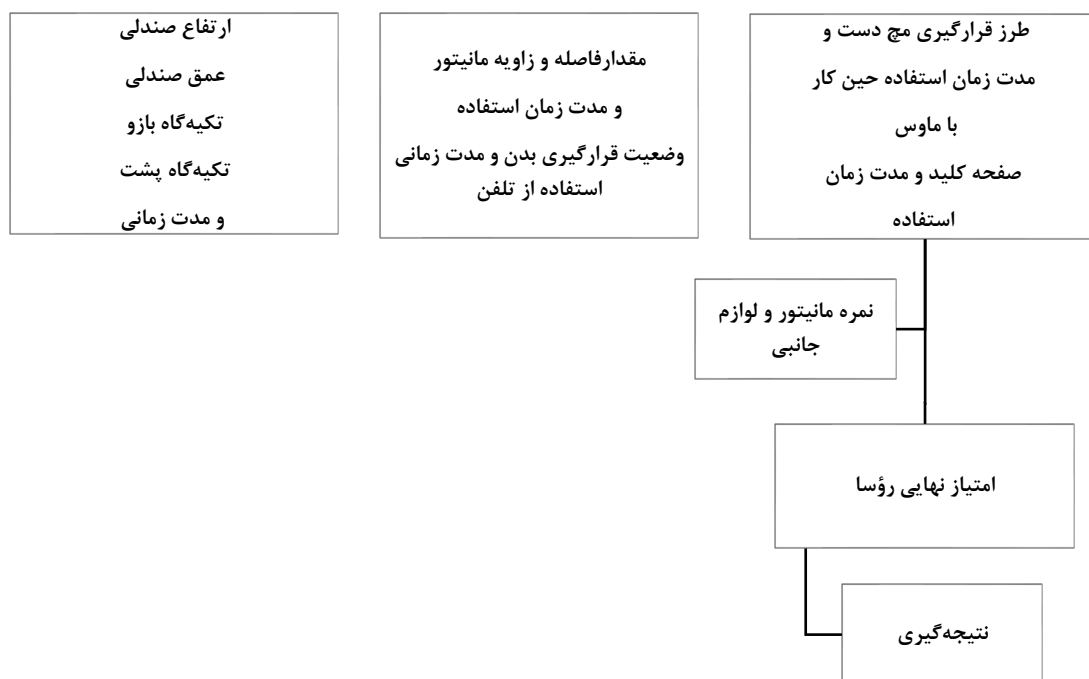 طرز قرارگیری مچ دست و
مدت زمان استفاده حین کار
با ماوس
صفحه کلید و مدت زمان
استفاده
مقدارفاصله و زاویه مانیتور
و مدت زمان استفاده
وضعیت قرارگیری بدن و مدت زمانی
استفاده از تلفن
ارتفاع صندلی
عمق صندلی
تکیه‌گاه بازو
تکیه‌گاه پشت
و مدت زمانی
نمره مانیتور و لوازم
جانبی
امتیاز نهایی رؤسا
نتیجه‌گیری